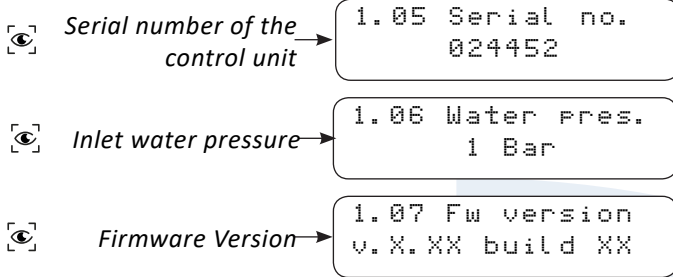 Serial number of the
control unit
1.05 Serial no.
024452
Inlet water pressure
1.06 Water pres.
1 Bar
Firmware Version
1.07 Fw version
v.X.XX build XX